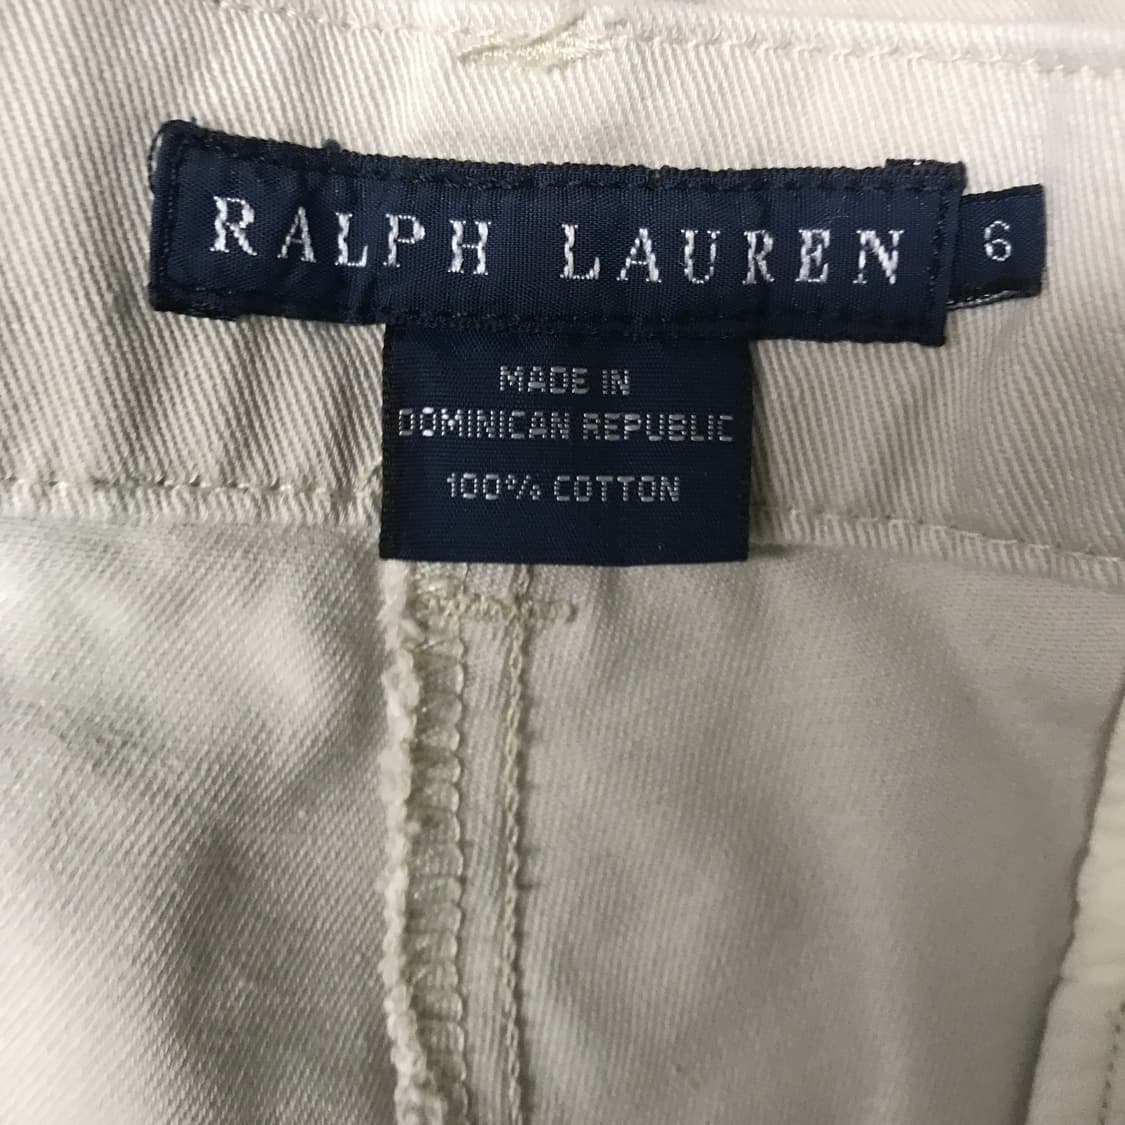 RALPH LAUREN 6
MADE IN
DOMINICAN REPUBLIC
100% COTTON